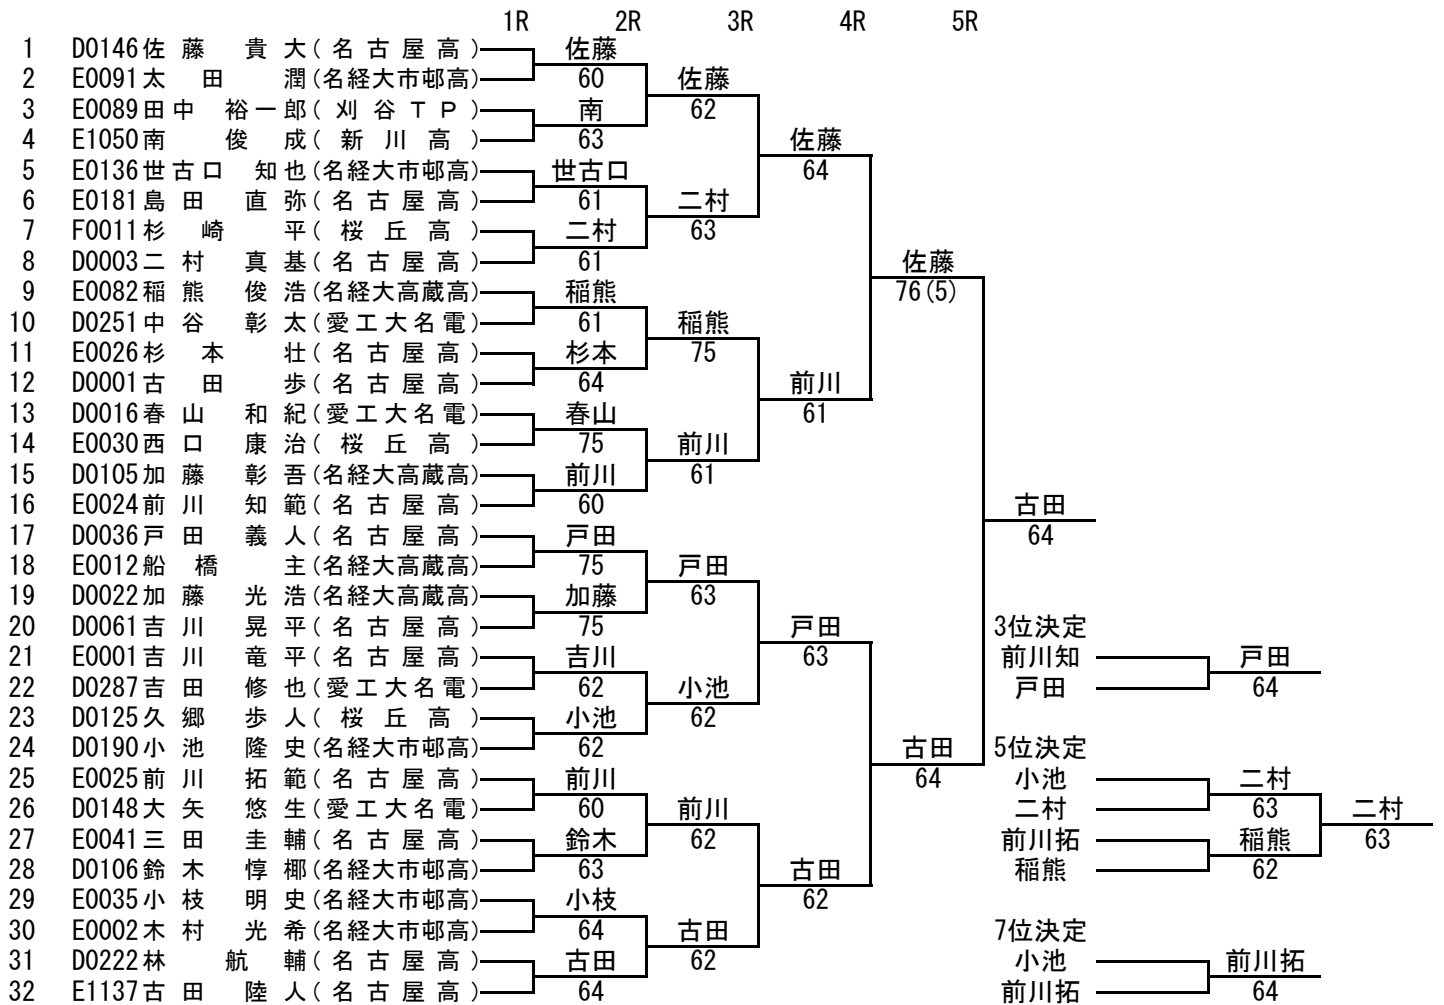 1R 2R 3R 4R 5R
1 D0146 佐藤 貴大(名古屋高) 佐藤
2 E0091 太田 潤(名経大市邨高) 60 佐藤
3 E0089 田中 裕一郎(刈谷TP) 南 62
4 E1050 南 俊成(新川高) 63 佐藤
5 E0136 世古口 知也(名経大市邨高) 世古口 64
6 E0181 島田 直弥(名古屋高) 61 二村
7 F0011 杉崎 平(桜丘高) 二村 63
8 D0003 二村 真基(名古屋高) 61 佐藤
9 E0082 稲熊 俊浩(名経大高蔵高) 稲熊 76(5)
10 D0251 中谷 彰太(愛工大名電) 61 稲熊
11 E0026 杉本 壮(名古屋高) 杉本 75
12 D0001 古田 歩(名古屋高) 64 前川
13 D0016 春山 和紀(愛工大名電) 春山 61
14 E0030 西口 康治(桜丘高) 75 前川
15 D0105 加藤 彰吾(名経大高蔵高) 前川 61
16 E0024 前川 知範(名古屋高) 60 古田
17 D0036 戸田 義人(名古屋高) 戸田 64
18 E0012 船橋 主(名経大高蔵高) 75 戸田
19 D0022 加藤 光浩(名経大高蔵高) 加藤 63
20 D0061 吉川 晃平(名古屋高) 75 戸田 3位決定
21 E0001 吉川 竜平(名古屋高) 吉川 63 前川知 戸田
22 D0287 吉田 修也(愛工大名電) 62 小池 戸田 64
23 D0125 久郷 歩人(桜丘高) 小池 62
24 D0190 小池 隆史(名経大市邨高) 62 古田 5位決定
25 E0025 前川 拓範(名古屋高) 前川 64 小池 二村
26 D0148 大矢 悠生(愛工大名電) 60 前川 二村 63 二村
27 E0041 三田 圭輔(名古屋高) 鈴木 62 前川拓 稲熊 63
28 D0106 鈴木 惇梛(名経大市邨高) 63 古田 稲熊 62
29 E0035 小枝 明史(名経大市邨高) 小枝 62
30 E0002 木村 光希(名経大市邨高) 64 古田 7位決定
31 D0222 林 航輔(名古屋高) 古田 62 小池 前川拓
32 E1137 古田 陸人(名古屋高) 64 前川拓 64